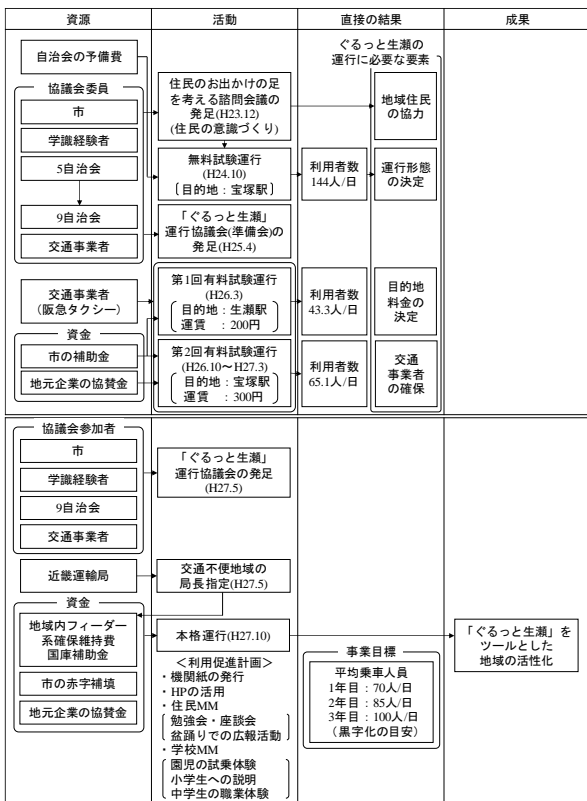 資源
活動
直接の結果
成果
自治会の予備費
協議会委員
市
学識経験者
5自治会
9自治会
交通事業者
住民のお出かけの足
を考える諮問会議の
発足(H23.12)
(住民の意識づくり)
無料試験運行
(H24.10)
〔目的地：宝塚駅〕
「ぐるっと生瀬」
運行協議会(準備会)の
発足(H25.4)
利用者数
144人/日
ぐるっと生瀬の
運行に必要な要素
地域住民
の協力
運行形態
の決定
交通事業者
(阪急タクシー)
第1回有料試験運行
(H26.3)
目的地：生瀬駅
運賃　：200円
利用者数
43.3人/日
目的地
料金の
決定
資金
市の補助金
地元企業の協賛金
第2回有料試験運行
(H26.10～H27.3)
目的地：宝塚駅
運賃　：300円
利用者数
65.1人/日
交通
事業者
の確保
協議会参加者
市
学識経験者
9自治会
交通事業者
「ぐるっと生瀬」
運行協議会の発足
(H27.5)
近畿運輸局
交通不便地域の
局長指定(H27.5)
資金
地域内フィーダー
系確保維持費
国庫補助金
市の赤字補填
地元企業の協賛金
本格運行(H27.10)
＜利用促進計画＞
・機関紙の発行
・HPの活用
・住民MM
勉強会・座談会
盆踊りでの広報活動
・学校MM
園児の試乗体験
小学生への説明
中学生の職業体験
事業目標
平均乗車人員
1年目：70人/日
2年目：85人/日
3年目：100人/日
(黒字化の目安)
「ぐるっと生瀬」を
ツールとした
地域の活性化